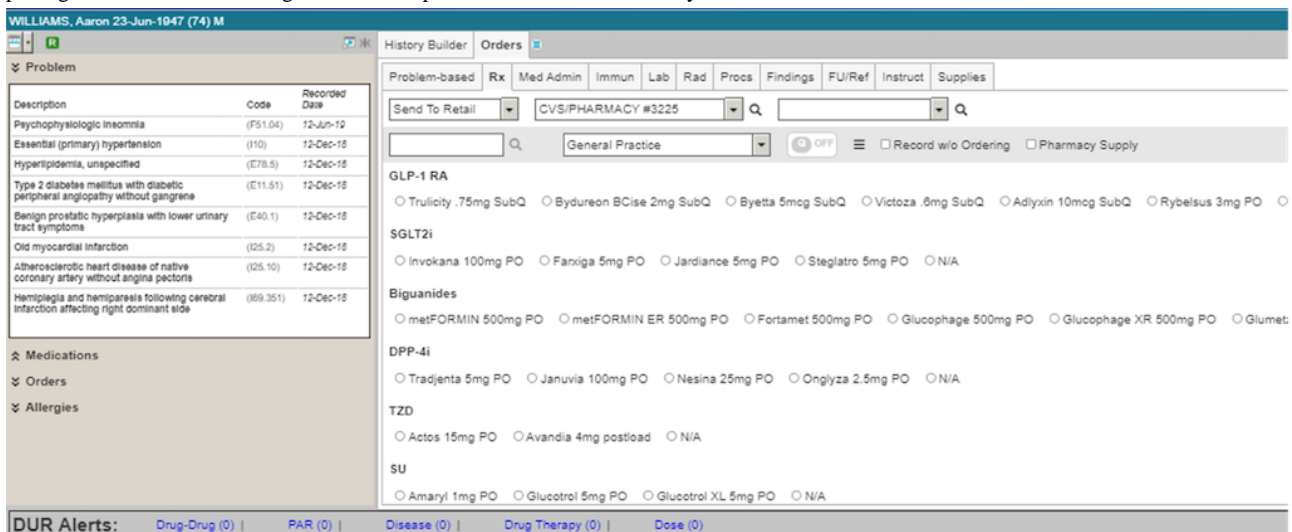 WILLIAMS, Aaron 23-Jun-1947 (74) M
R
History Builder Orders
Problem
Problem-based Rx Med Admin Immun Lab Rad Procs Findings FU/Ref Instruct Supplies
Description Code Recorded Date
Send To Retail CVS/PHARMACY #3225
Psychophysiologic Insomnia (F51.04) 12-Jun-19
Essential (primary) hypertension (I10) 12-Dec-18
Hyperlipidemia, unspecified (E78.5) 12-Dec-18
Type 2 diabetes mellitus with diabetic
peripheral angiopathy without gangrene (E11.51) 12-Dec-18
Benign prostatic hyperplasia with lower urinary
tract symptoms (E40.1) 12-Dec-18
Old myocardial infarction (I25.2) 12-Dec-18
Atherosclerotic heart disease of native
coronary artery without angina pectoris (I25.10) 12-Dec-18
Hemiplegia and hemiparesis following cerebral
infarction affecting right dominant side (I69.351) 12-Dec-18
Medications
Orders
Allergies
General Practice OFF Record w/o Ordering Pharmacy Supply
GLP-1 RA
Trulicity .75mg SubQ Bydureon BCise 2mg SubQ Byetta 5mcg SubQ Victoza .6mg SubQ Adlyxin 10mcg SubQ Rybelsus 3mg PO
SGLT2i
Invokana 100mg PO Farxiga 5mg PO Jardiance 5mg PO Steglatro 5mg PO N/A
Biguanides
metFORMIN 500mg PO metFORMIN ER 500mg PO Fortamet 500mg PO Glucophage 500mg PO Glucophage XR 500mg PO Glumet
DPP-4i
Tradjenta 5mg PO Januvia 100mg PO Nesina 25mg PO Onglyza 2.5mg PO N/A
TZD
Actos 15mg PO Avandia 4mg postload N/A
SU
Amaryl 1mg PO Glucotrol 5mg PO Glucotrol XL 5mg PO N/A
DUR Alerts: Drug-Drug (0) | PAR (0) | Disease (0) | Drug Therapy (0) | Dose (0)